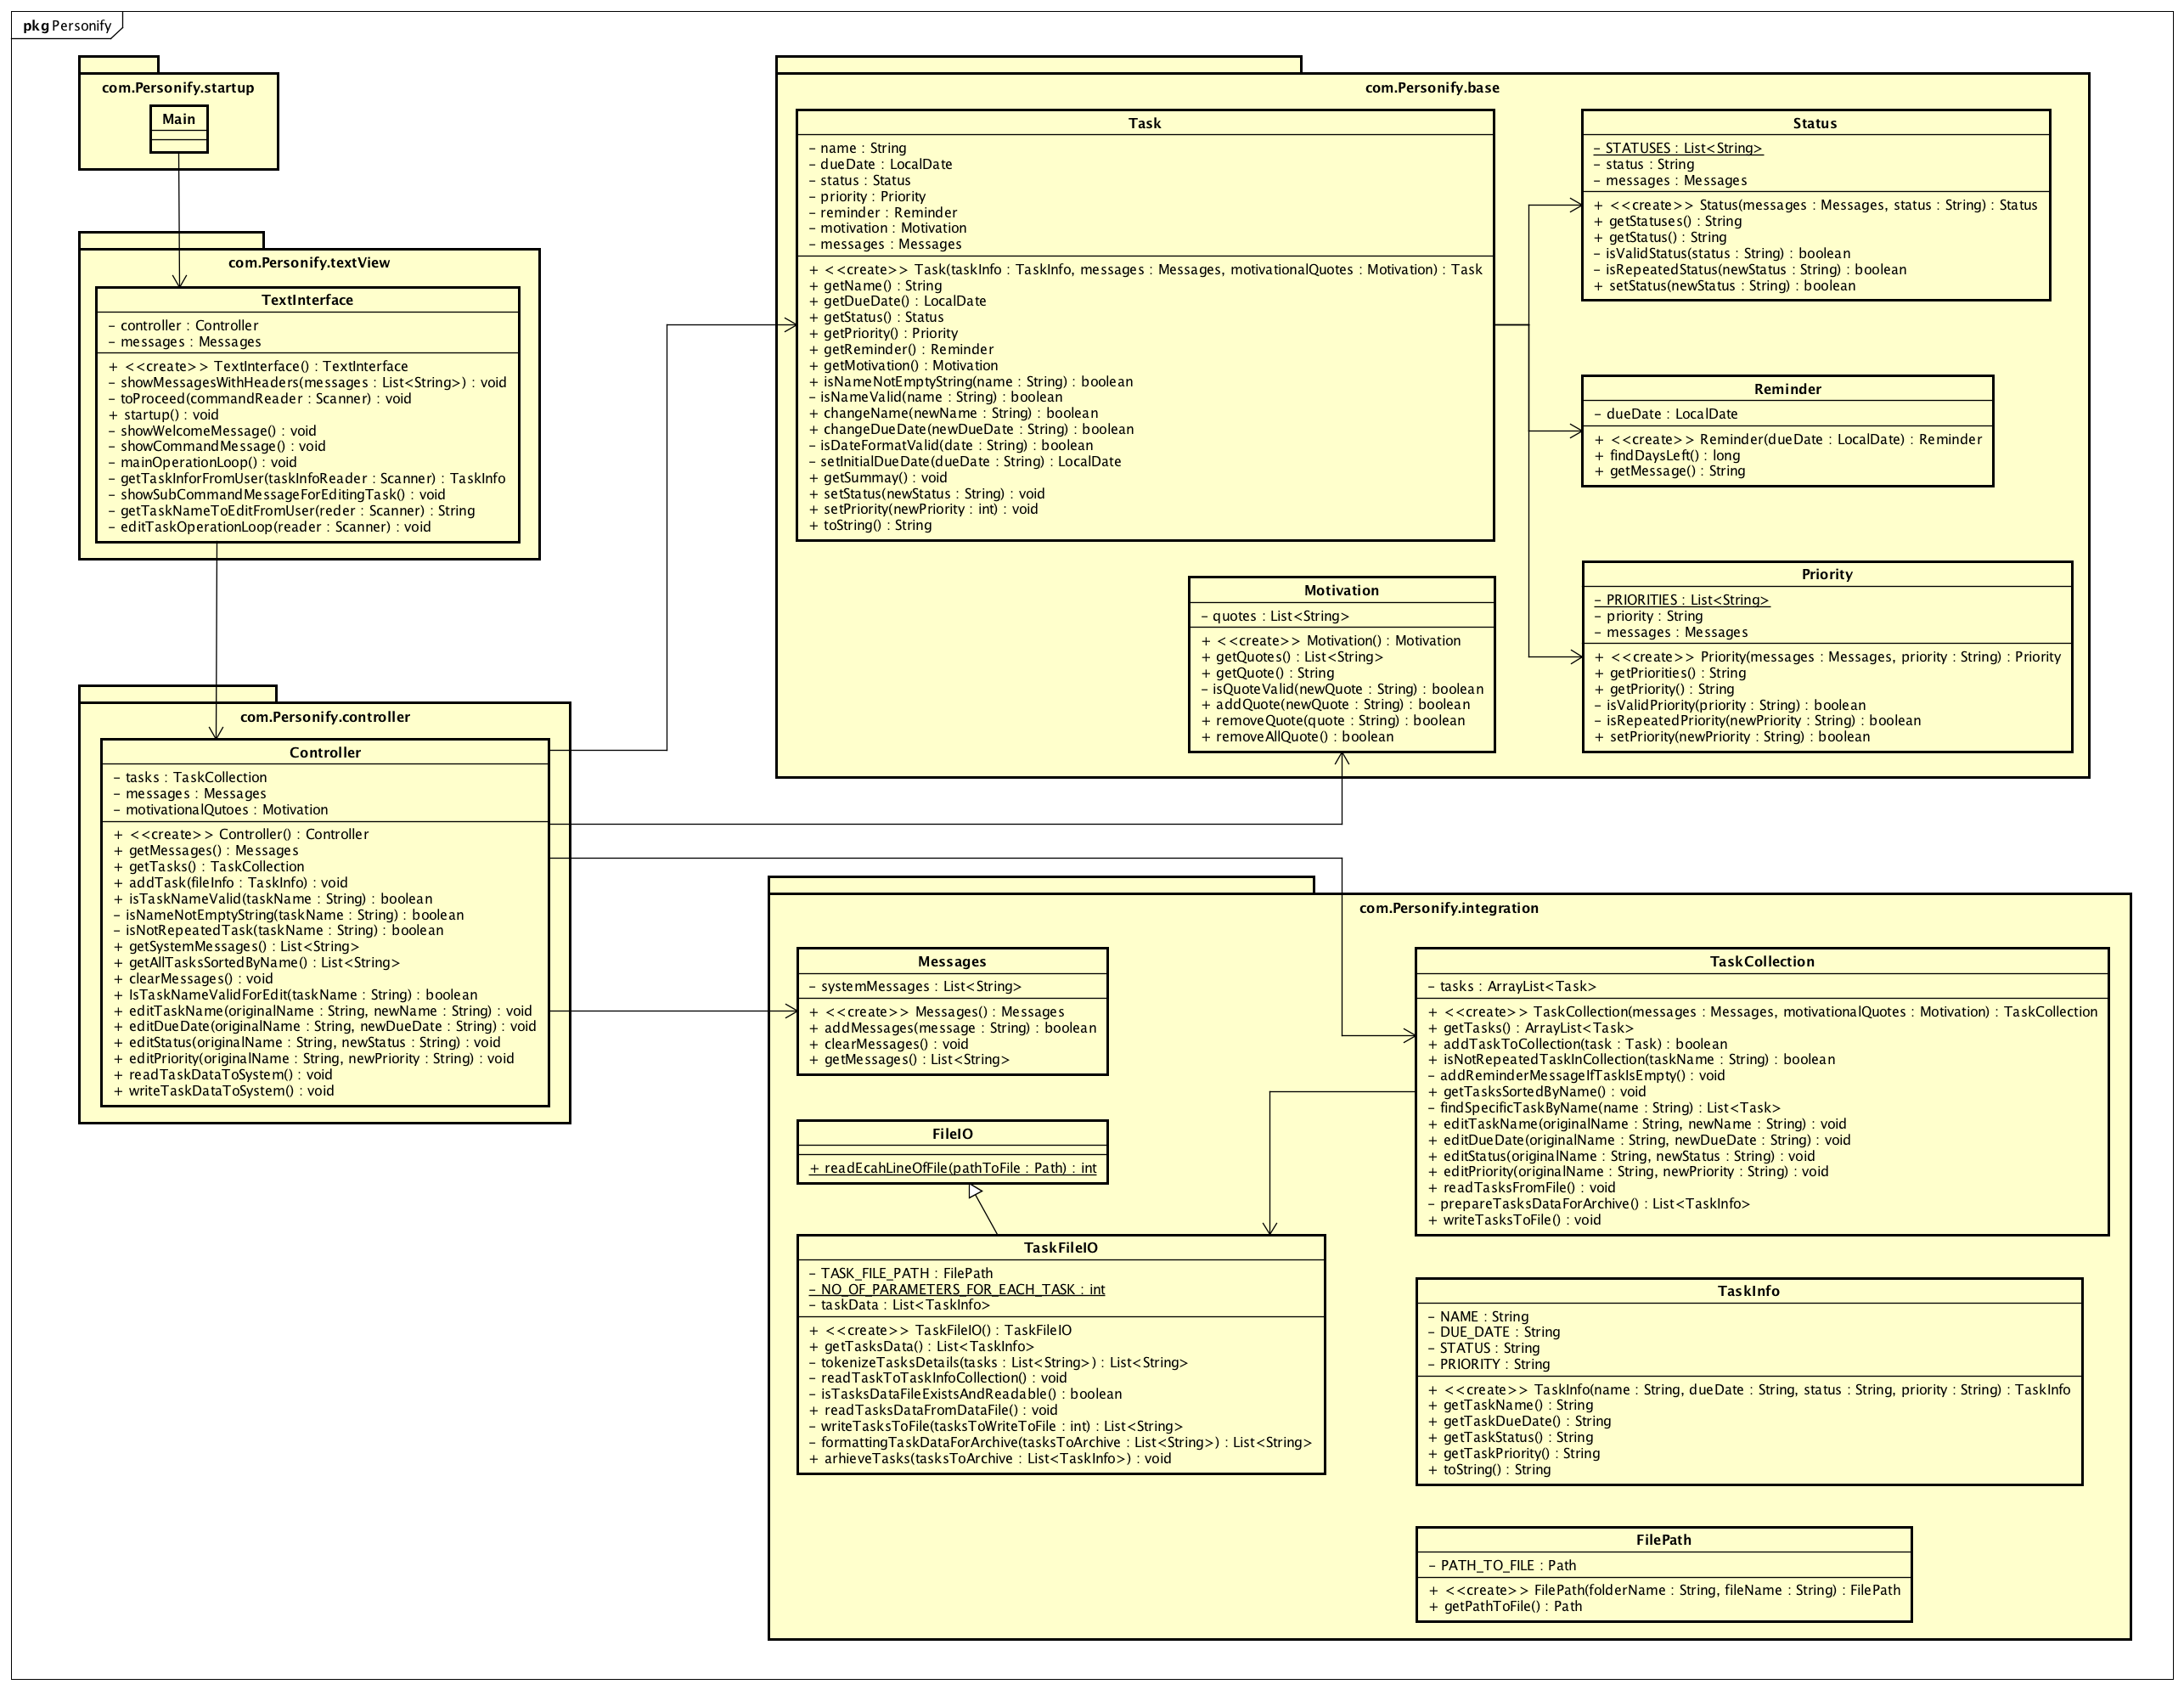 pkg Personify
com.Personify.startup
Main
com.Personify.textView
TextInterface
– controller : Controller
– messages : Messages
+ <<create>> TextInterface() : TextInterface
– showMessagesWithHeaders(messages : List<String>) : void
– toProceed(commandReader : Scanner) : void
+ startup() : void
– showWelcomeMessage() : void
– showCommandMessage() : void
– mainOperationLoop() : void
– getTaskInforFromUser(taskInfoReader : Scanner) : TaskInfo
– showSubCommandMessageForEditingTask() : void
– getTaskNameToEditFromUser(reder : Scanner) : String
– editTaskOperationLoop(reader : Scanner) : void
com.Personify.controller
Controller
– tasks : TaskCollection
– messages : Messages
– motivationalQutoes : Motivation
+ <<create>> Controller() : Controller
+ getMessages() : Messages
+ getTasks() : TaskCollection
+ addTask(fileInfo : TaskInfo) : void
+ isTaskNameValid(taskName : String) : boolean
– isNameNotEmptyString(taskName : String) : boolean
– isNotRepeatedTask(taskName : String) : boolean
+ getSystemMessages() : List<String>
+ getAllTasksSortedByName() : List<String>
+ clearMessages() : void
+ IsTaskNameValidForEdit(taskName : String) : boolean
+ editTaskName(originalName : String, newName : String) : void
+ editDueDate(originalName : String, newDueDate : String) : void
+ editStatus(originalName : String, newStatus : String) : void
+ editPriority(originalName : String, newPriority : String) : void
+ readTaskDataToSystem() : void
+ writeTaskDataToSystem() : void
com.Personify.base
Task
– name : String
– dueDate : LocalDate
– status : Status
– priority : Priority
– reminder : Reminder
– motivation : Motivation
– messages : Messages
+ <<create>> Task(taskInfo : TaskInfo, messages : Messages, motivationalQuotes : Motivation) : Task
+ getName() : String
+ getDueDate() : LocalDate
+ getStatus() : Status
+ getPriority() : Priority
+ getReminder() : Reminder
+ getMotivation() : Motivation
+ isNameNotEmptyString(name : String) : boolean
– isNameValid(name : String) : boolean
+ changeName(newName : String) : boolean
+ changeDueDate(newDueDate : String) : boolean
– isDateFormatValid(date : String) : boolean
– setInitialDueDate(dueDate : String) : LocalDate
+ getSummay() : void
+ setStatus(newStatus : String) : void
+ setPriority(newPriority : int) : void
+ toString() : String
Status
– STATUSES : List<String>
– status : String
– messages : Messages
+ <<create>> Status(messages : Messages, status : String) : Status
+ getStatuses() : String
+ getStatus() : String
– isValidStatus(status : String) : boolean
– isRepeatedStatus(newStatus : String) : boolean
+ setStatus(newStatus : String) : boolean
Reminder
– dueDate : LocalDate
+ <<create>> Reminder(dueDate : LocalDate) : Reminder
+ findDaysLeft() : long
+ getMessage() : String
Motivation
– quotes : List<String>
+ <<create>> Motivation() : Motivation
+ getQuotes() : List<String>
+ getQuote() : String
– isQuoteValid(newQuote : String) : boolean
+ addQuote(newQuote : String) : boolean
+ removeQuote(quote : String) : boolean
+ removeAllQuote() : boolean
Priority
– PRIORITIES : List<String>
– priority : String
– messages : Messages
+ <<create>> Priority(messages : Messages, priority : String) : Priority
+ getPriorities() : String
+ getPriority() : String
– isValidPriority(priority : String) : boolean
– isRepeatedPriority(newPriority : String) : boolean
+ setPriority(newPriority : String) : boolean
com.Personify.integration
Messages
– systemMessages : List<String>
+ <<create>> Messages() : Messages
+ addMessages(message : String) : boolean
+ clearMessages() : void
+ getMessages() : List<String>
FileIO
+ readEcahLineOfFile(pathToFile : Path) : int
TaskFileIO
– TASK_FILE_PATH : FilePath
– NO_OF_PARAMETERS_FOR_EACH_TASK : int
– taskData : List<TaskInfo>
+ <<create>> TaskFileIO() : TaskFileIO
+ getTasksData() : List<TaskInfo>
– tokenizeTasksDetails(tasks : List<String>) : List<String>
– readTaskToTaskInfoCollection() : void
– isTasksDataFileExistsAndReadable() : boolean
+ readTasksDataFromDataFile() : void
– writeTasksToFile(tasksToWriteToFile : int) : List<String>
– formattingTaskDataForArchive(tasksToArchive : List<String>) : List<String>
+ arhieveTasks(tasksToArchive : List<TaskInfo>) : void
TaskCollection
– tasks : ArrayList<Task>
+ <<create>> TaskCollection(messages : Messages, motivationalQuotes : Motivation) : TaskCollection
+ getTasks() : ArrayList<Task>
+ addTaskToCollection(task : Task) : boolean
+ isNotRepeatedTaskInCollection(taskName : String) : boolean
– addReminderMessageIfTaskIsEmpty() : void
+ getTasksSortedByName() : void
– findSpecificTaskByName(name : String) : List<Task>
+ editTaskName(originalName : String, newName : String) : void
+ editDueDate(originalName : String, newDueDate : String) : void
+ editStatus(originalName : String, newStatus : String) : void
+ editPriority(originalName : String, newPriority : String) : void
+ readTasksFromFile() : void
– prepareTasksDataForArchive() : List<TaskInfo>
+ writeTasksToFile() : void
TaskInfo
– NAME : String
– DUE_DATE : String
– STATUS : String
– PRIORITY : String
+ <<create>> TaskInfo(name : String, dueDate : String, status : String, priority : String) : TaskInfo
+ getTaskName() : String
+ getTaskDueDate() : String
+ getTaskStatus() : String
+ getTaskPriority() : String
+ toString() : String
FilePath
– PATH_TO_FILE : Path
+ <<create>> FilePath(folderName : String, fileName : String) : FilePath
+ getPathToFile() : Path